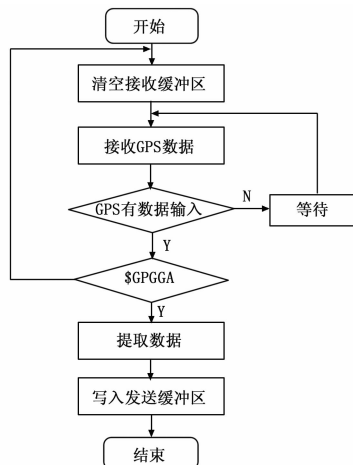 开始
清空接收缓冲区
接收GPS数据
GPS有数据输入
N
等待
Y
$GPGGA
Y
提取数据
写入发送缓冲区
结束